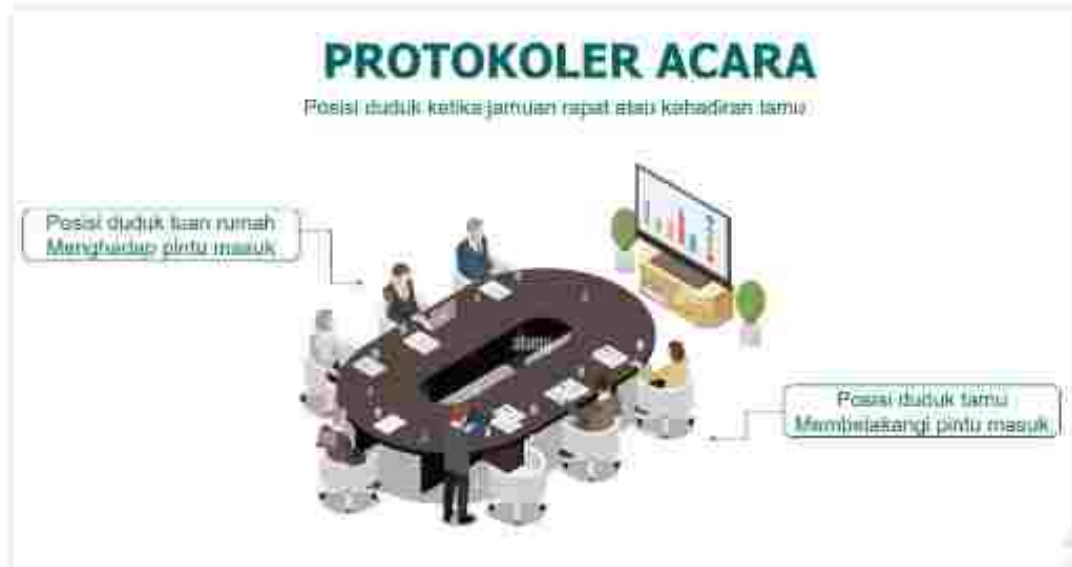 PROTOKOLER ACARA
Posisi duduk ketika jamuan rapat atau kehadiran tamu
Posisi duduk tuan rumah
Menghadap pintu masuk
Posisi duduk tamu
Membelakangi pintu masuk